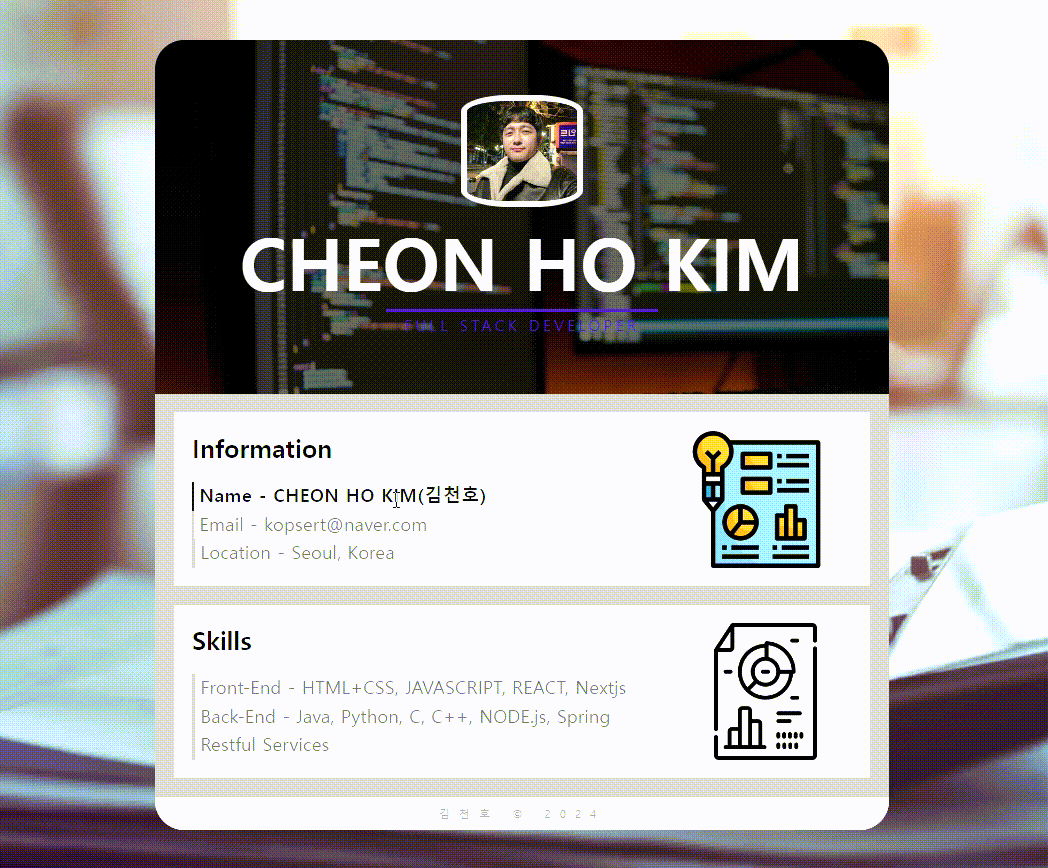 CHEON HO KIM
FULL STACK DEVELOPER
Information
Name - CHEON HO KIM(김천호)
Email - kopsert@naver.com
Location - Seoul, Korea
Skills
Front-End - HTML+CSS, JAVASCRIPT, REACT, Nextjs
Back-End - Java, Python, C, C++, NODE.js, Spring
Restful Services
김천호 © 2024